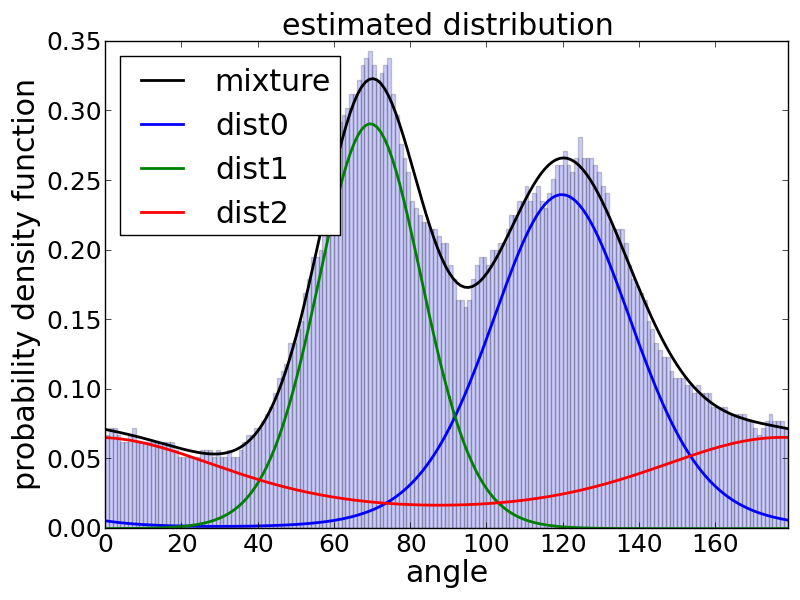 estimated distribution
0.35
0.30
0.25
0.20
0.15
0.10
0.05
0.00
probability density function
mixture
dist0
dist1
dist2
0 20 40 60 80 100 120 140 160
angle